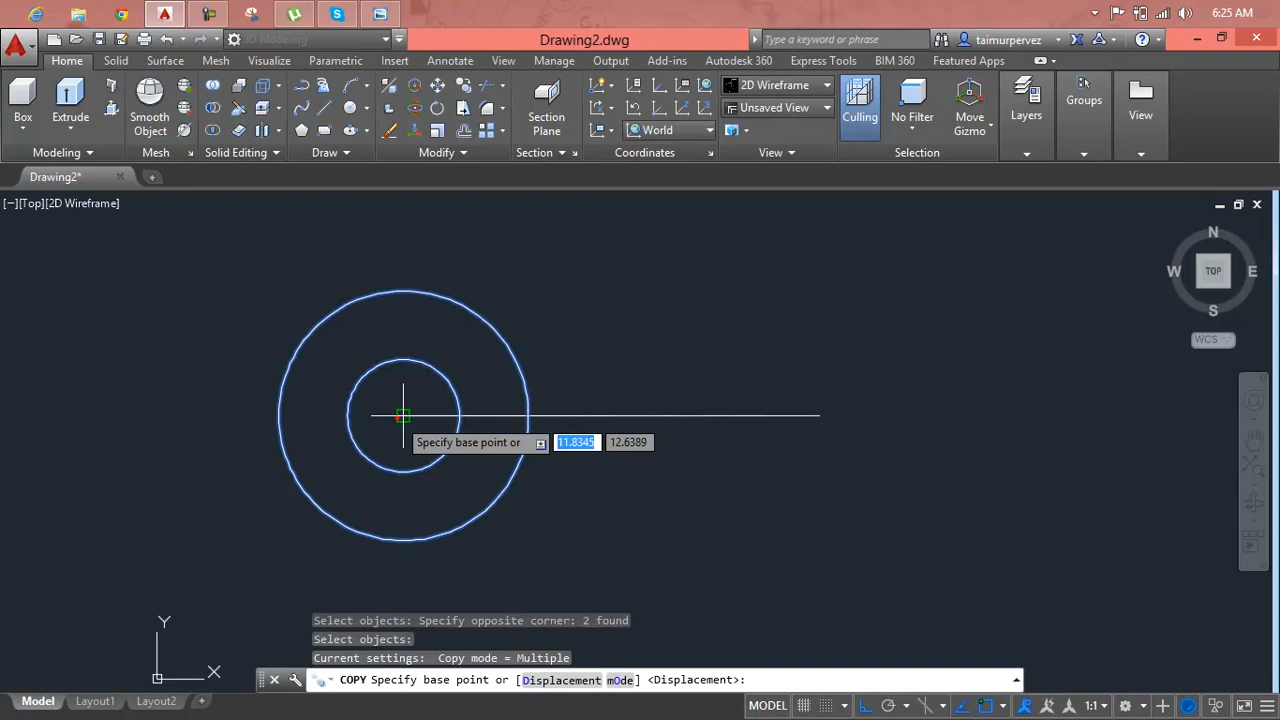 6:25 AM
3D Modeling
Drawing2.dwg
Type a keyword or phrase
taimurpervez
Home Solid Surface Mesh Visualize Parametric Insert Annotate View Manage Output Add-ins Autodesk 360 Express Tools BIM 360 Featured Apps
2D Wireframe
Unsaved View
World
Box
Extrude
Smooth
Object
Section
Plane
Culling
No Filter
Move
Gizmo
Layers
Groups
View
Modeling
Mesh
Solid Editing
Draw
Modify
Section
Coordinates
View
Selection
Drawing2*
[−][Top][2D Wireframe]
N
W TOP E
S
WCS
Specify base point or 11.8345 12.6389
Y
X
Select objects: Specify opposite corner: 2 found
Select objects:
Current settings:  Copy mode = Multiple
COPY Specify base point or [Displacement mOde] <Displacement>:
Model Layout1 Layout2 +
MODEL 1:1